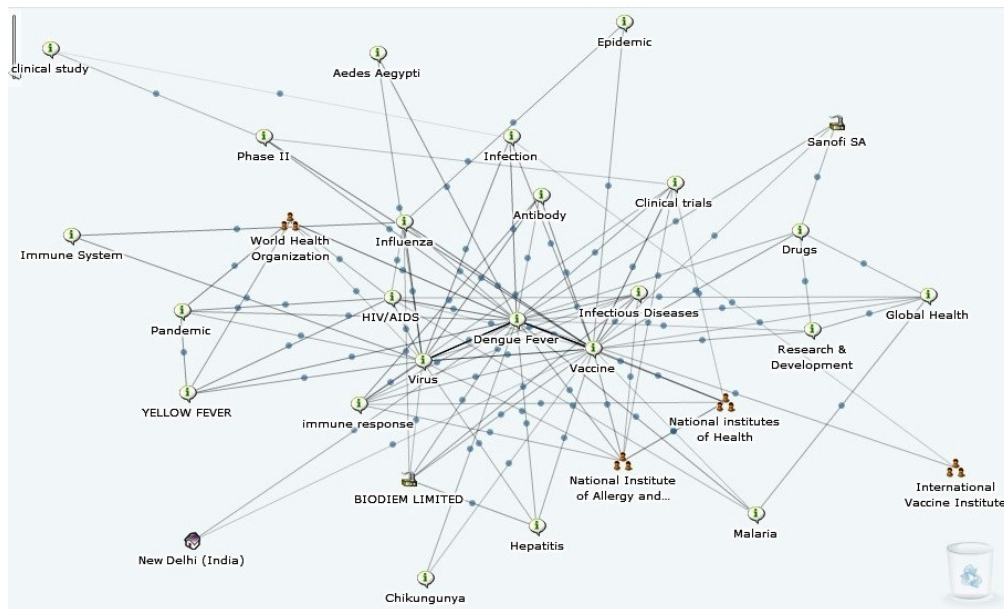 Epidemic
clinical study
Aedes Aegypti
Sanofi SA
Phase II
Infection
Clinical trials
Antibody
World Health
Organization
Influenza
Immune System
Drugs
HIV/AIDS
Infectious Diseases
Global Health
Pandemic
Dengue Fever
Research &
Development
Vaccine
Virus
YELLOW FEVER
immune response
National institutes
of Health
National Institute
of Allergy and...
BIODIEM LIMITED
International
Vaccine Institute
Malaria
Hepatitis
New Delhi (India)
Chikungunya